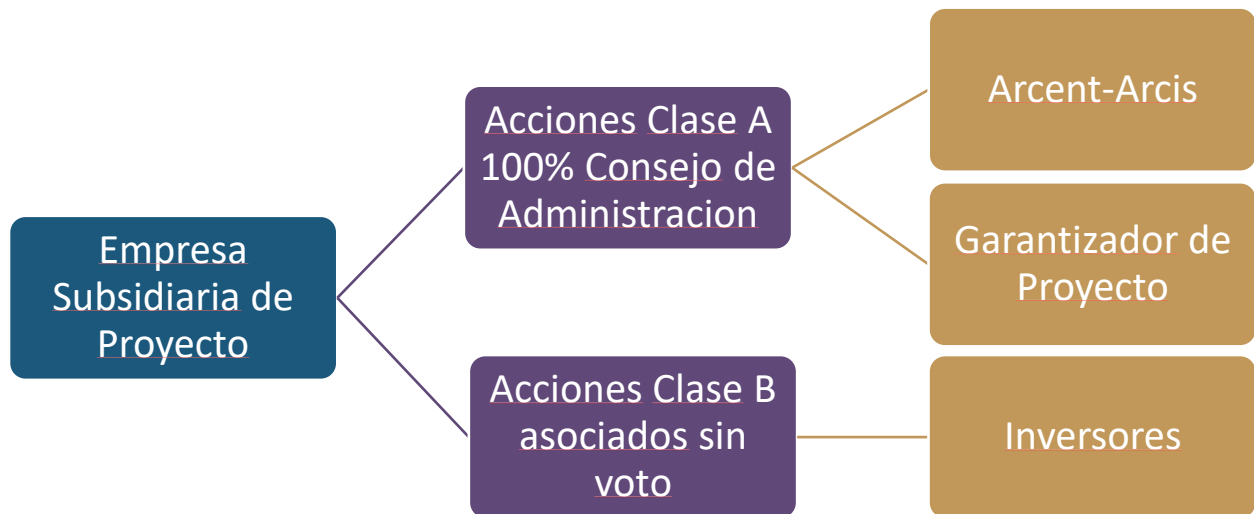 Empresa
Subsidiaria de
Proyecto
Acciones Clase A
100% Consejo de
Administracion
Acciones Clase B
asociados sin
voto
Arcent-Arcis
Garantizador de
Proyecto
Inversores